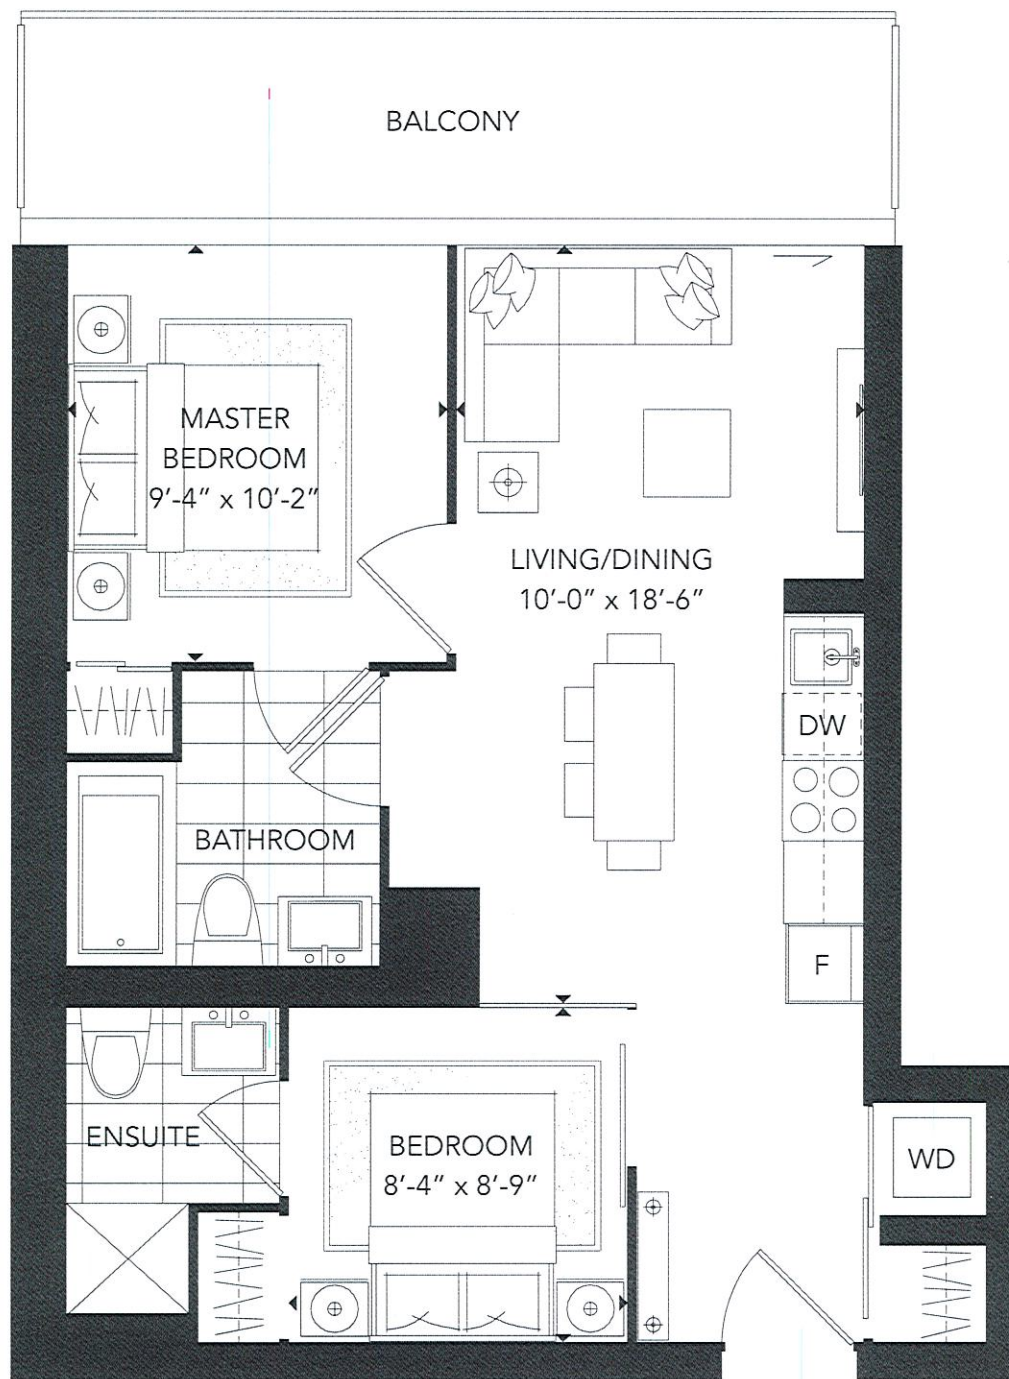 BALCONY
MASTER
BEDROOM
9'-4" x 10'-2"
LIVING/DINING
10'-0" x 18'-6"
DW
BATHROOM
F
ENSUITE
BEDROOM
8'-4" x 8'-9"
WD